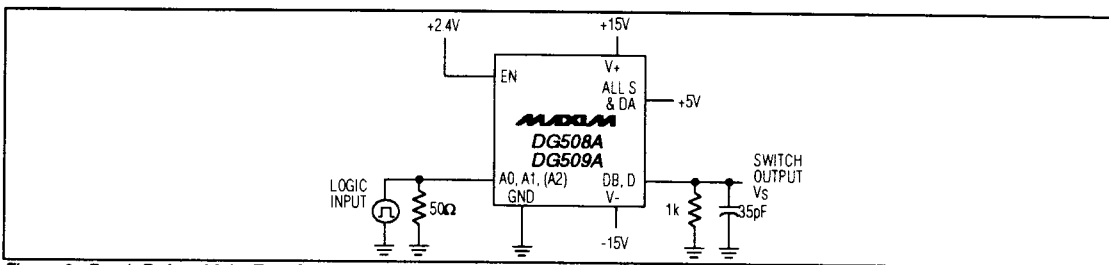 +2.4V
+15V
EN
V+
ALL S
& DA
+5V
MAXIM
DG508A
DG509A
LOGIC
INPUT
50Ω
A0, A1, (A2)
GND
DB, D
V-
-15V
1k
35pF
SWITCH
OUTPUT
VS